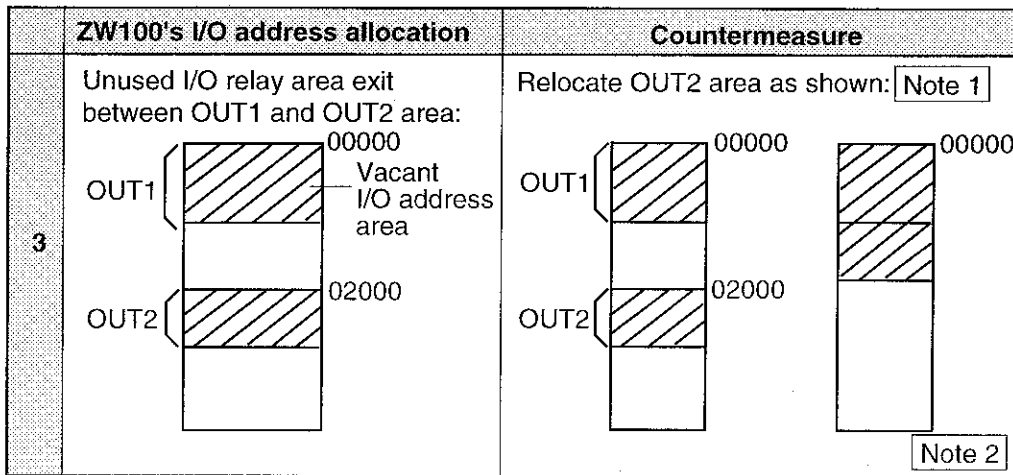 ZW100's I/O address allocation
Countermeasure
3
Unused I/O relay area exit
between OUT1 and OUT2 area:
00000
OUT1
Vacant
I/O address
area
02000
OUT2
Relocate OUT2 area as shown: Note 1
00000
00000
OUT1
02000
OUT2
Note 2